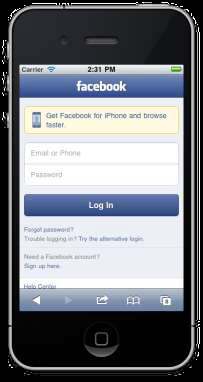 Carrier 2:31 PM
facebook
Get Facebook for iPhone and browse
faster.
Email or Phone
Password
Log In
Forgot password?
Trouble logging in? Try the alternative login.
Need a Facebook account?
Sign up here.
Help Center